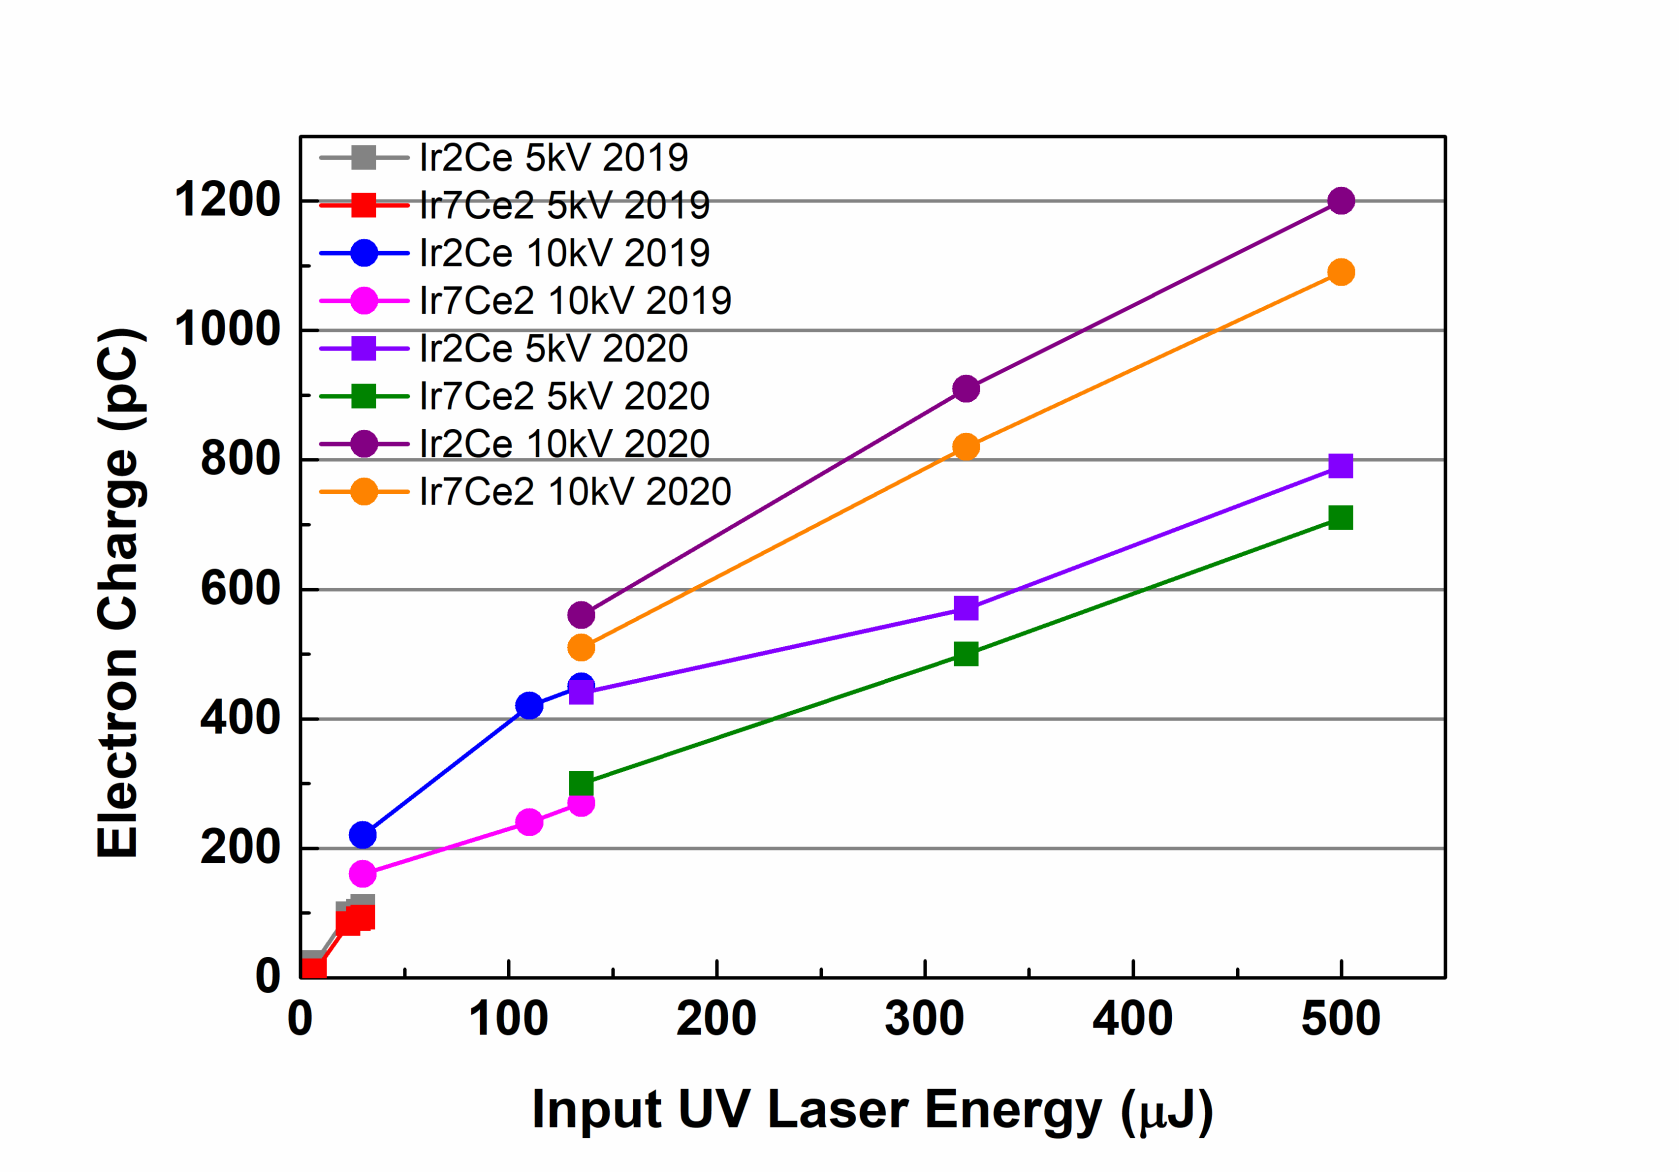 Ir2Ce 5kV 2019
1200
Ir7Ce2 5kV 2019
Ir2Ce 10kV 2019
Ir7Ce2 10kV 2019
1000
Ir2Ce 5kV 2020
Ir7Ce2 5kV 2020
Ir2Ce 10kV 2020
800
Ir7Ce2 10kV 2020
600
400
200
0
Electron Charge (pC)
0 100 200 300 400 500
Input UV Laser Energy (μJ)